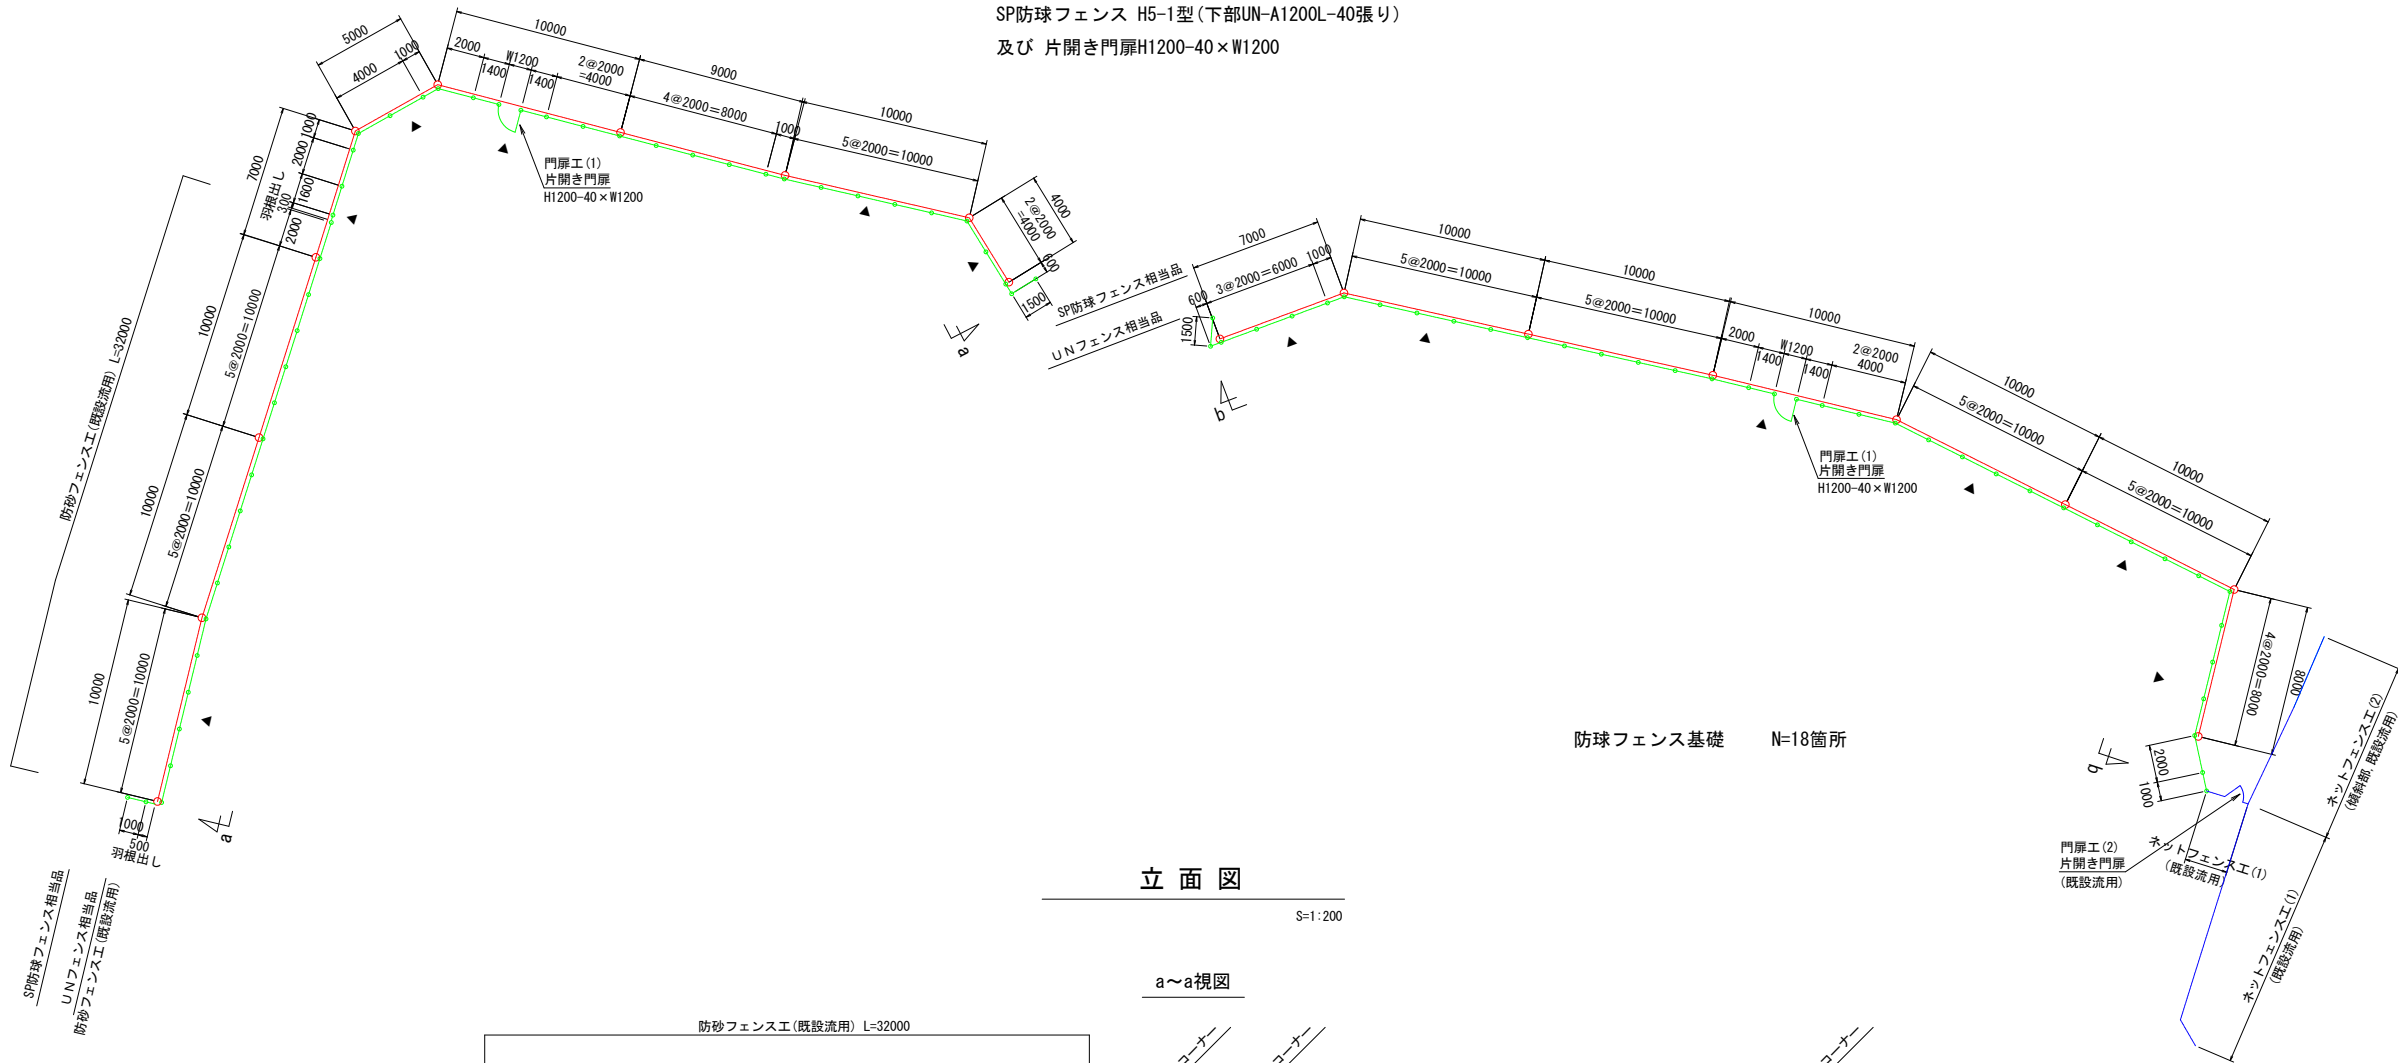 SP防球フェンス H5-1型(下部UN-A1200L-40張り)
及び 片開き門扉H1200-40×W1200
5000
4000
1000
10000
2000
1400
W1200
1400
2@2000
=4000
9000
4@2000=8000
1000
10000
5@2000=10000
4000
2@2000
=4000
600
1500
門扉工(1)
片開き門扉
H1200-40×W1200
7000
1000
2000
1600
羽根出し
300
2000
10000
5@2000=10000
10000
5@2000=10000
10000
5@2000=10000
防砂フェンス工(既設流用) L=32000
1000
500
羽根出し
a
a
SP防球フェンス相当品
UNフェンス相当品
防砂フェンス工(既設流用)
SP防球フェンス相当品
UNフェンス相当品
7000
3@2000=6000
1000
600
1500
b
10000
5@2000=10000
10000
5@2000=10000
10000
2000
1400
W1200
1400
2@2000
4000
門扉工(1)
片開き門扉
H1200-40×W1200
10000
5@2000=10000
10000
5@2000=10000
8000
4@2000=8000
2000
1000
b
防球フェンス基礎 N=18箇所
ネットフェンス工(2)
(傾斜部,既設流用)
門扉工(2)
片開き門扉
(既設流用)
ネットフェンス工(1)
(既設流用)
ネットフェンス工(1)
(既設流用)
立面図
S=1:200
a～a視図
防砂フェンス工(既設流用) L=32000
コーナー
コーナー
コーナー